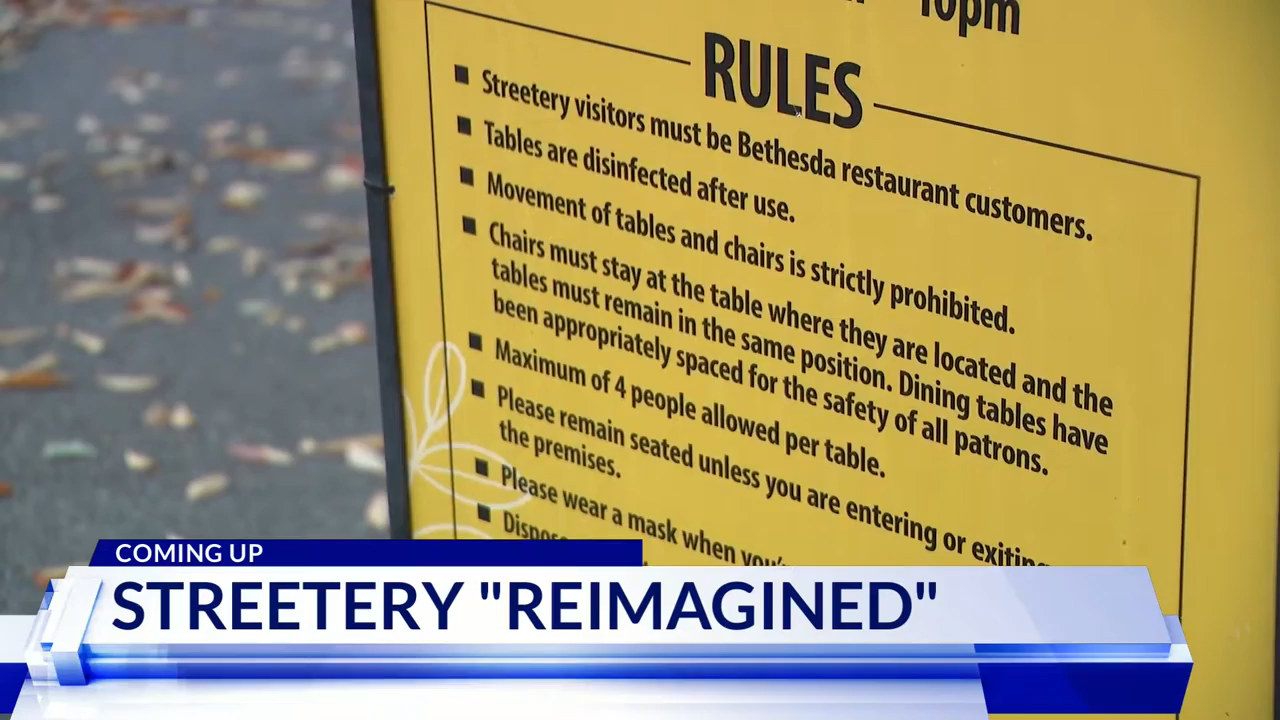 10pm
RULES
■ Streetery visitors must be Bethesda restaurant customers.
■ Tables are disinfected after use.
■ Movement of tables and chairs is strictly prohibited.
■ Chairs must stay at the table where they are located and the
tables must remain in the same position. Dining tables have
been appropriately spaced for the safety of all patrons.
■ Maximum of 4 people allowed per table.
■ Please remain seated unless you are entering or exiting
the premises.
■ Please wear a mask when you're
COMING UP
STREETERY "REIMAGINED"